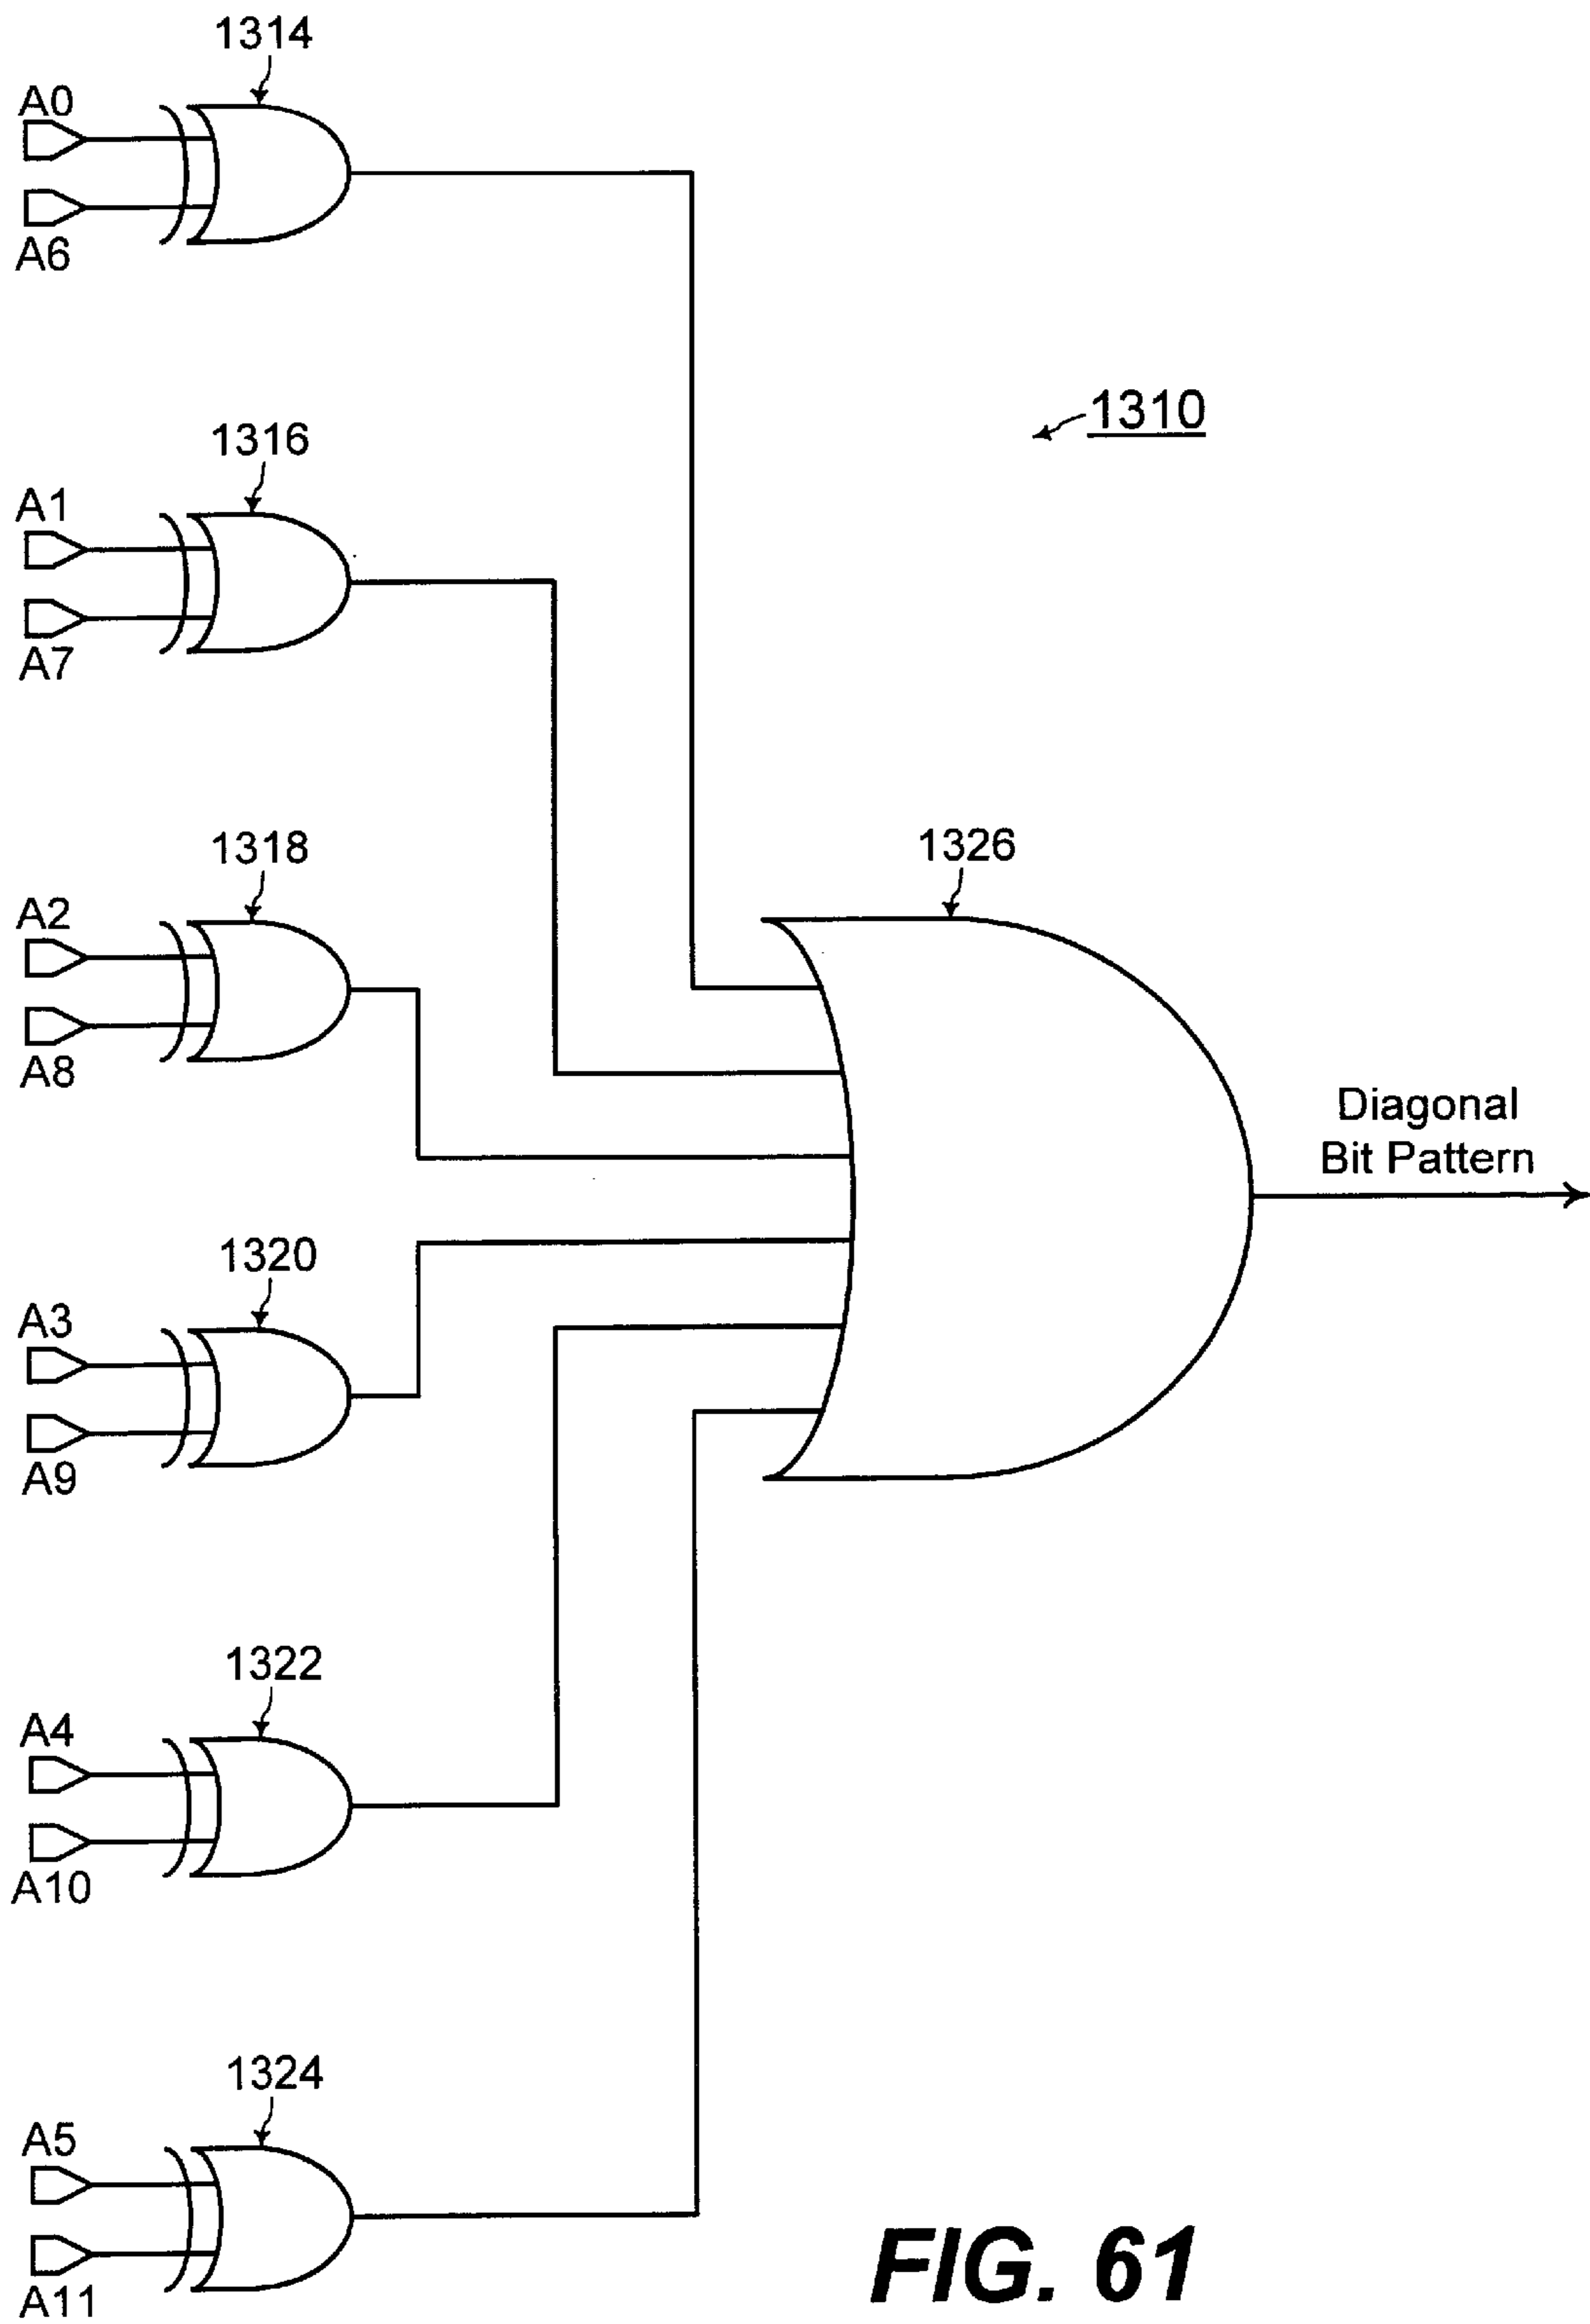 1314
A0
A6
1310
1316
A1
A7
1318
A2
A8
1326
Diagonal
Bit Pattern
1320
A3
A9
1322
A4
A10
1324
A5
A11
FIG. 61